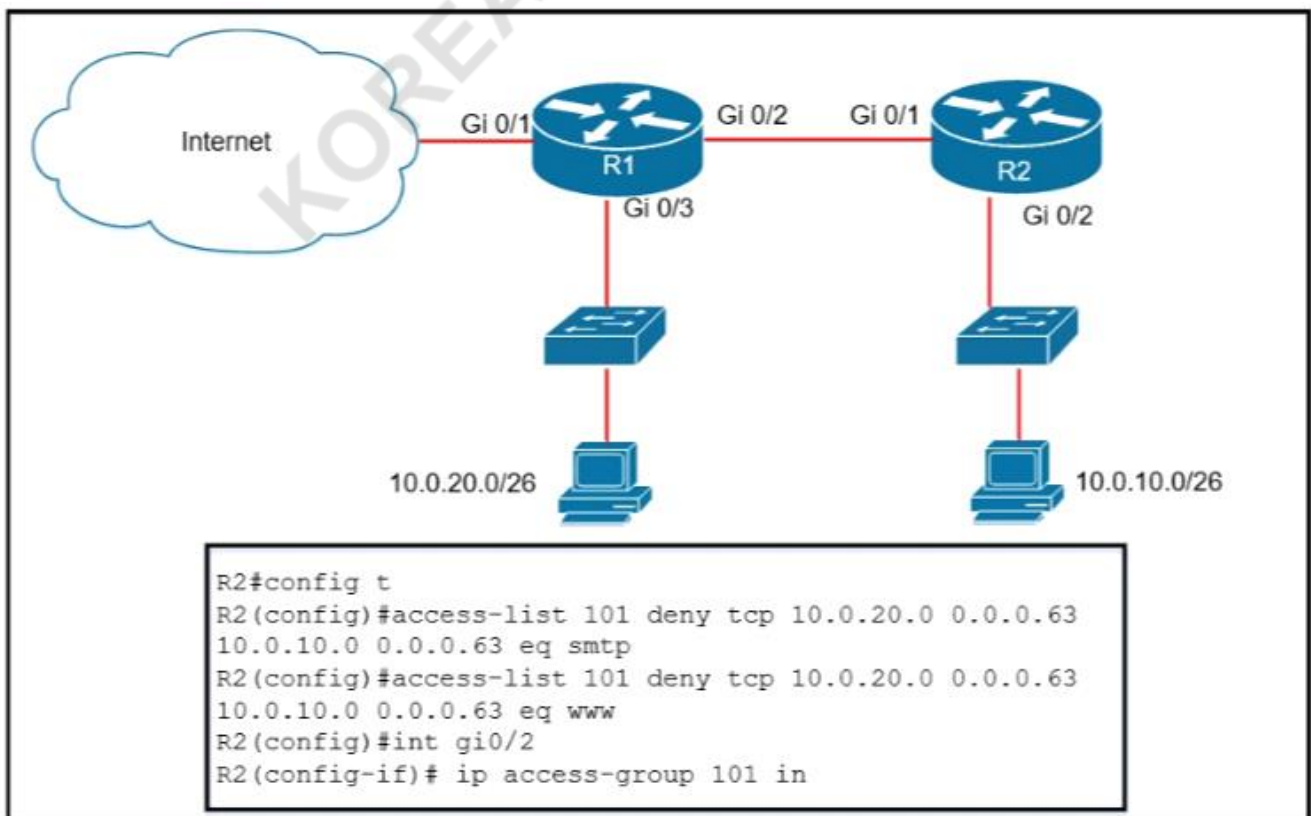 KOREA
Internet
Gi 0/1
R1
Gi 0/2
Gi 0/1
R2
Gi 0/3
Gi 0/2
10.0.20.0/26
10.0.10.0/26
R2#config t
R2(config)#access-list 101 deny tcp 10.0.20.0 0.0.0.63
10.0.10.0 0.0.0.63 eq smtp
R2(config)#access-list 101 deny tcp 10.0.20.0 0.0.0.63
10.0.10.0 0.0.0.63 eq www
R2(config)#int gi0/2
R2(config-if)# ip access-group 101 in